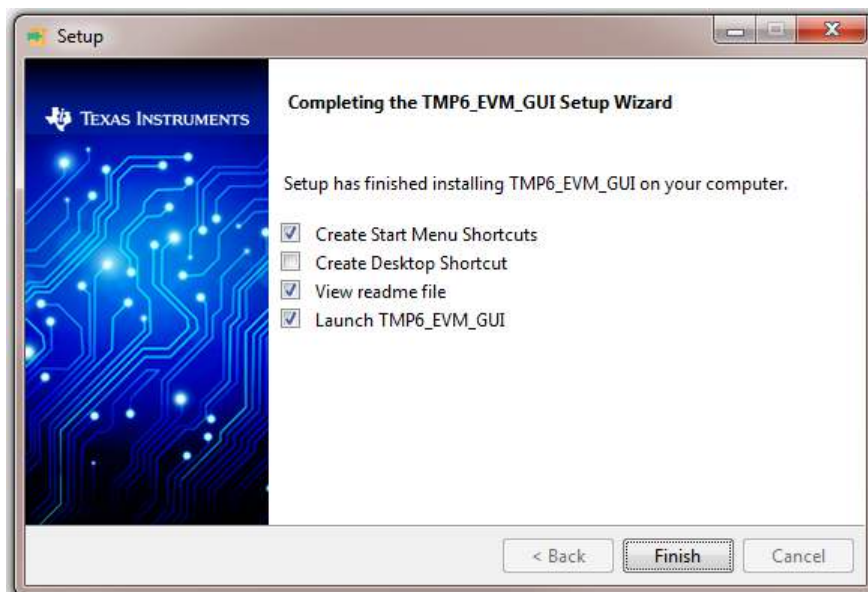 Setup
TEXAS INSTRUMENTS
Completing the TMP6_EVM_GUI Setup Wizard
Setup has finished installing TMP6_EVM_GUI on your computer.
Create Start Menu Shortcuts
Create Desktop Shortcut
View readme file
Launch TMP6_EVM_GUI
< Back
Finish
Cancel